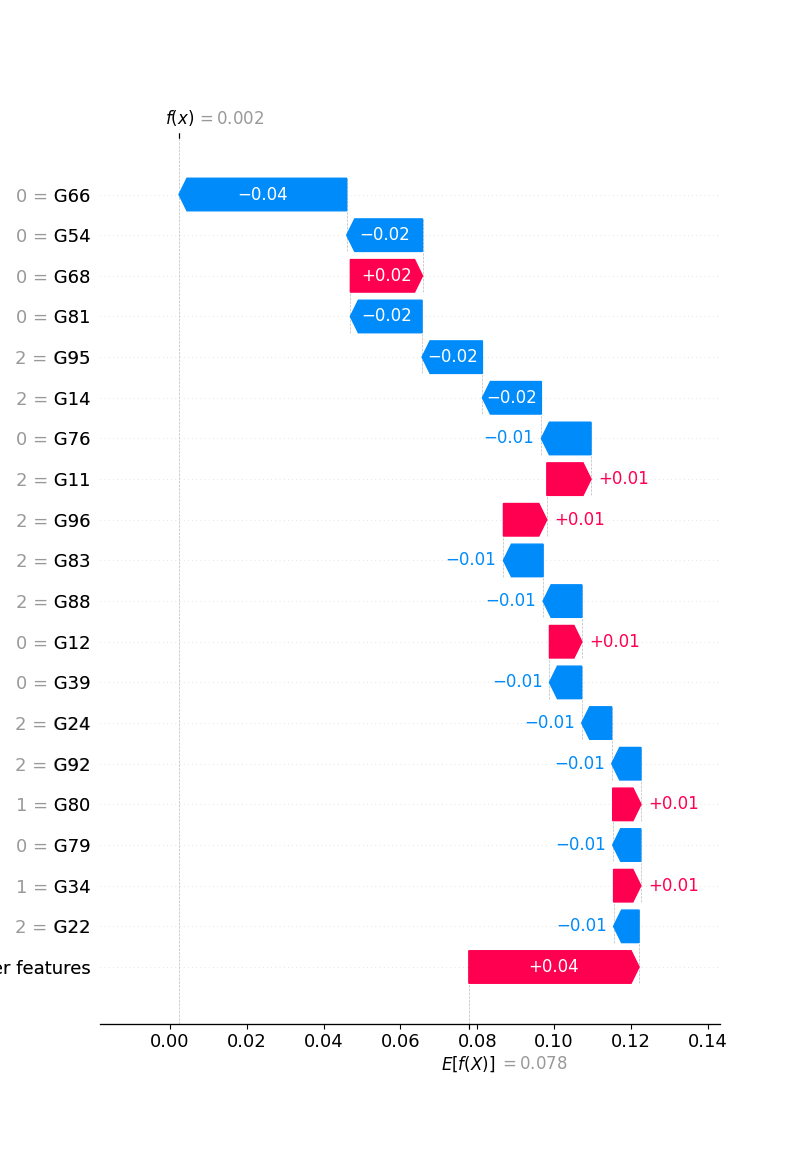 f(x) = 0.002
0 = G66 −0.04
0 = G54 −0.02
0 = G68 +0.02
0 = G81 −0.02
2 = G95 −0.02
2 = G14 −0.02
0 = G76 −0.01
2 = G11 +0.01
2 = G96 +0.01
2 = G83 −0.01
2 = G88 −0.01
0 = G12 +0.01
0 = G39 −0.01
2 = G24 −0.01
2 = G92 −0.01
1 = G80 +0.01
0 = G79 −0.01
1 = G34 +0.01
2 = G22 −0.01
er features +0.04
0.00 0.02 0.04 0.06 0.08 0.10 0.12 0.14
E[f(X)] = 0.078